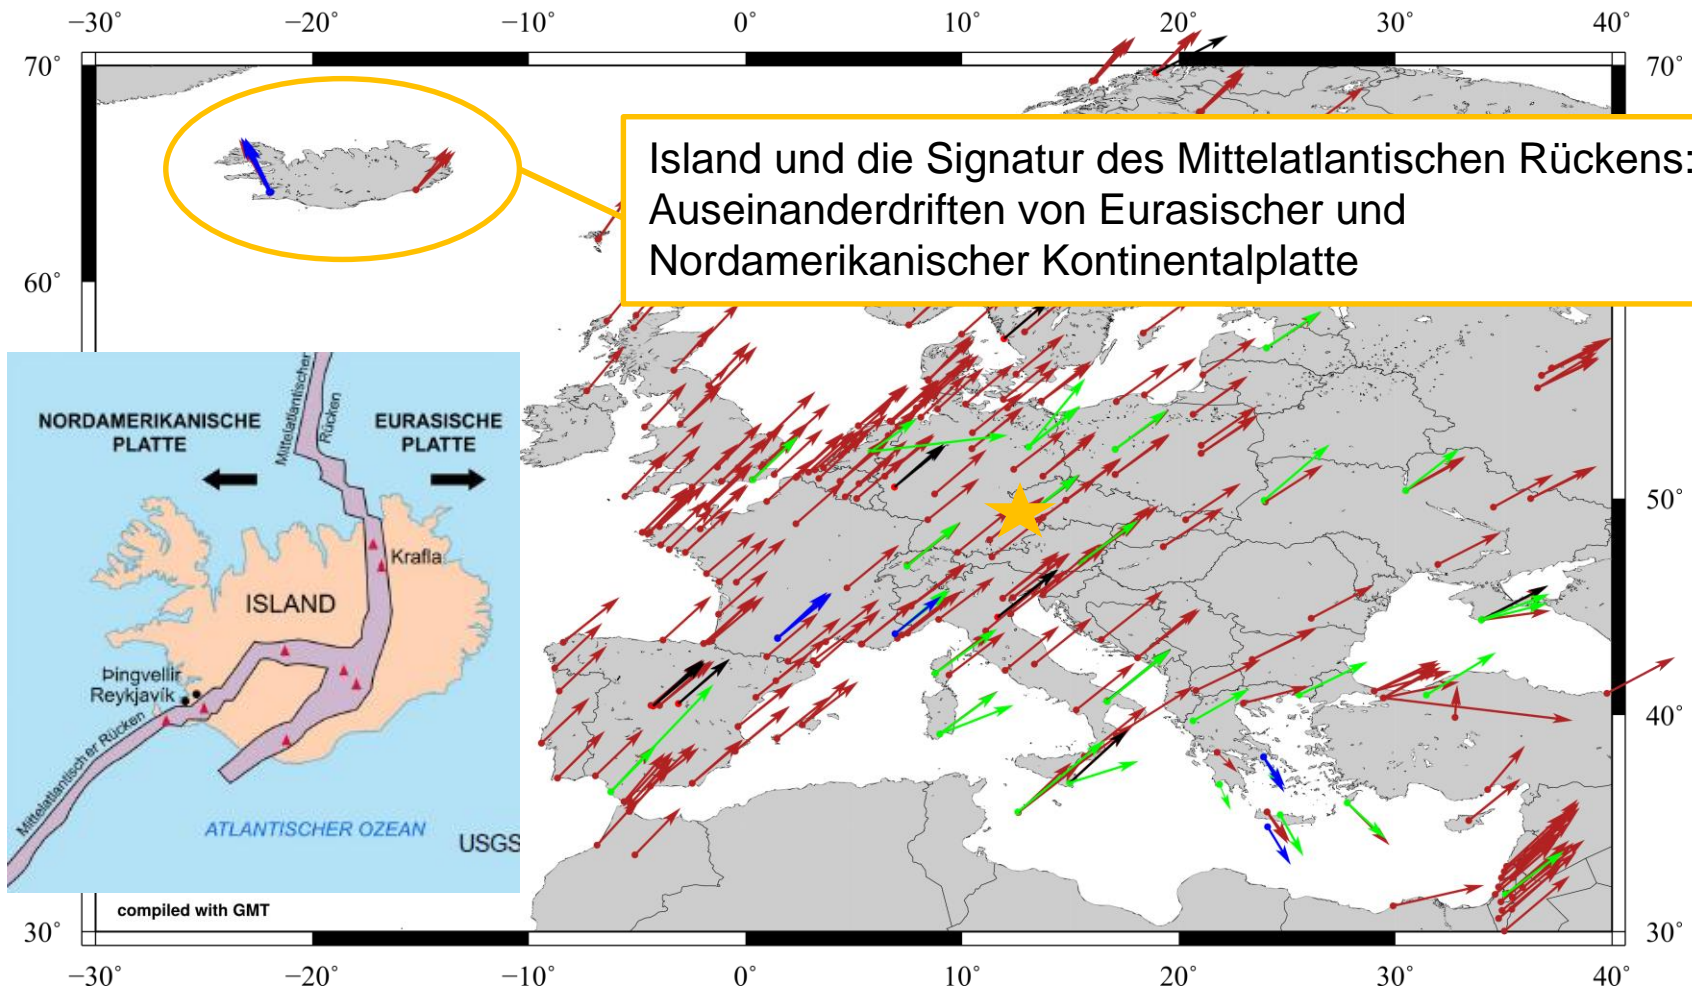 −30° −20° −10° 0° 10° 20° 30° 40°
70° 70°
Island und die Signatur des Mittelatlantischen Rückens:
Auseinanderdriften von Eurasischer und
Nordamerikanischer Kontinentalplatte
60°
Mittelatlantischer
Rücken
NORDAMERIKANISCHE
PLATTE
EURASISCHE
PLATTE
50°
Krafla
ISLAND
Þingvellir
Reykjavík
40° 40°
Mittelatlantischer Rücken
ATLANTISCHER OZEAN
USGS
compiled with GMT
30° 30°
−30° −20° −10° 0° 10° 20° 30° 40°